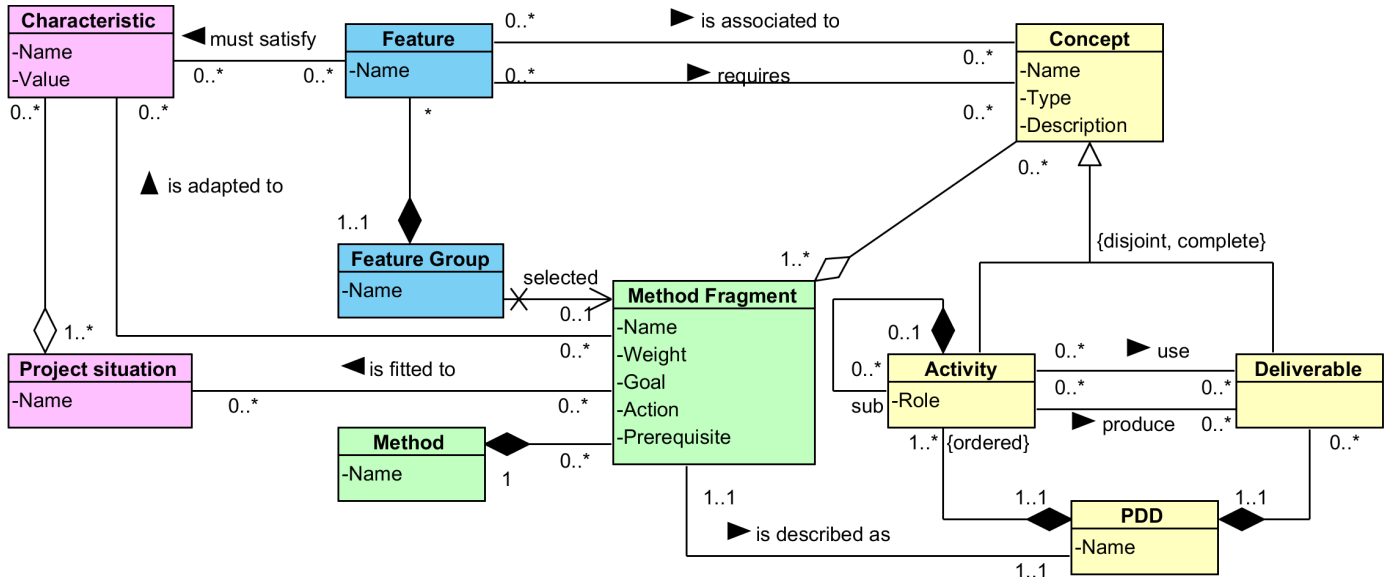 Characteristic
-Name
-Value
must satisfy
0..*
0..*
Feature
-Name
0..*
is associated to
0..*
0..*
requires
0..*
Concept
-Name
-Type
-Description
0..*
0..*
is adapted to
*
1..1
0..*
{disjoint, complete}
Feature Group
-Name
selected
0..1
1..*
Method Fragment
-Name
-Weight
-Goal
-Action
-Prerequisite
1..*
0..*
Project situation
-Name
is fitted to
0..*
0..*
0..1
0..*
sub
Activity
-Role
0..*
use
0..*
0..*
produce
0..*
Deliverable
Method
-Name
1
0..*
1..*
{ordered}
0..*
1..1
1..1
1..1
PDD
-Name
is described as
1..1